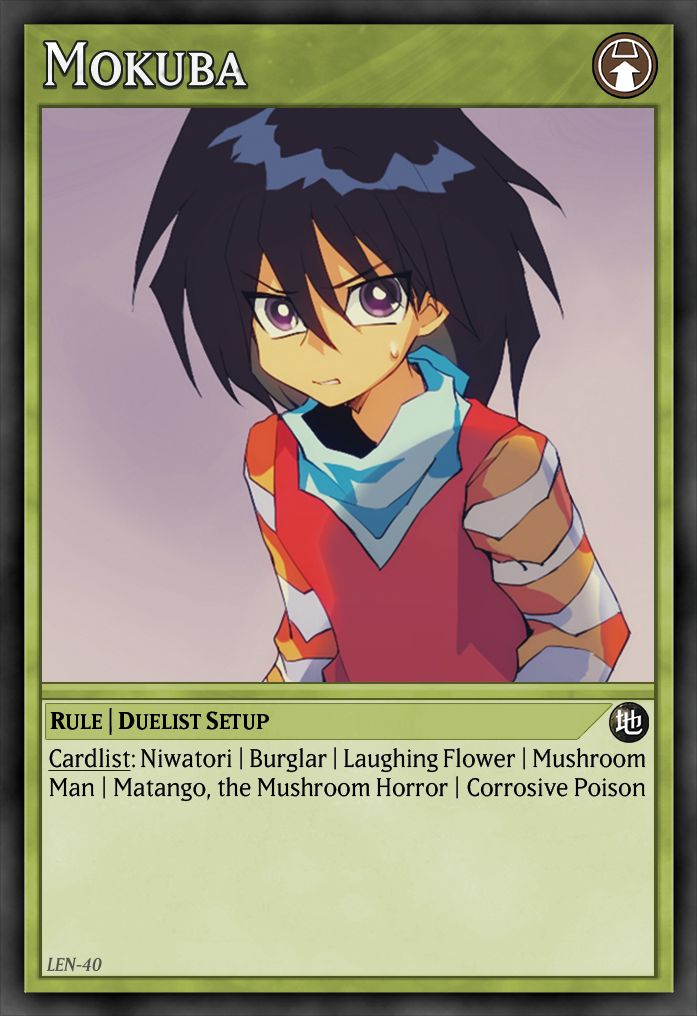 MOKUBA
RULE | DUELIST SETUP
Cardlist: Niwatori | Burglar | Laughing Flower | Mushroom
Man | Matango, the Mushroom Horror | Corrosive Poison
LEN-40